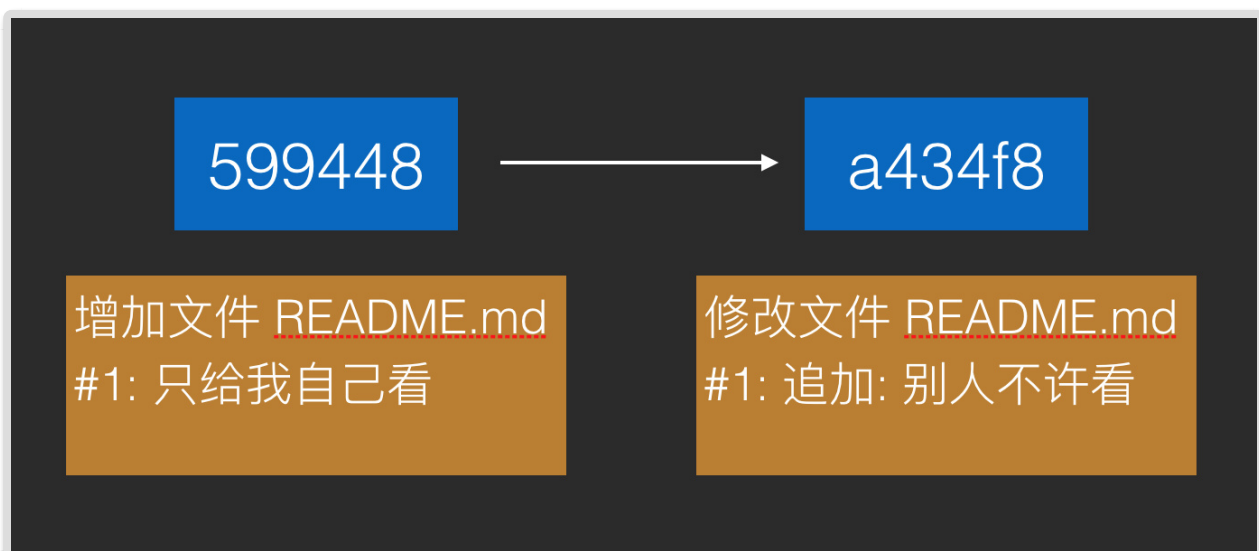 599448
a434f8
增加文件 README.md
#1: 只给我自己看
修改文件 README.md
#1: 追加: 别人不许看